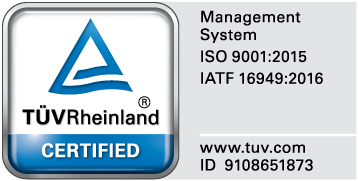 TÜVRheinland®
CERTIFIED
Management
System
ISO 9001:2015
IATF 16949:2016
www.tuv.com
ID 9108651873